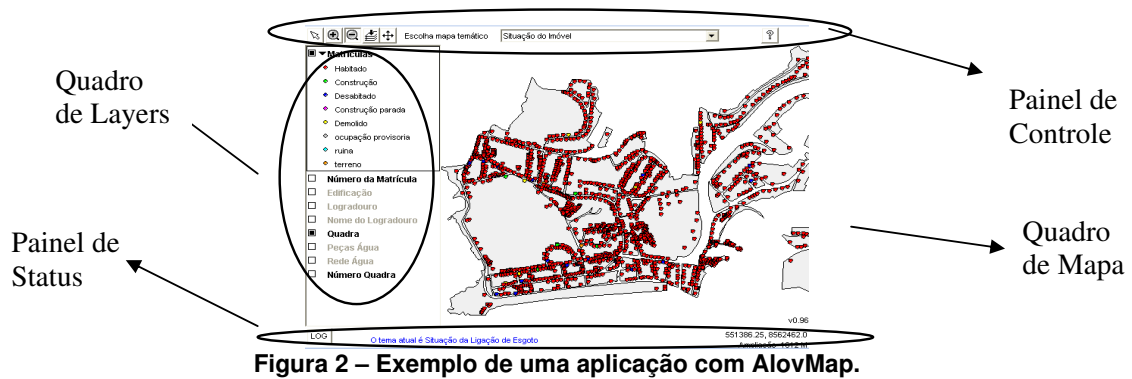 Escolha mapa temático Situação do Imóvel ?
Matrículas
Habitado
Construção
Desabitado
Construção parada
Demolido
ocupação provisoria
ruína
terreno
Número da Matrícula
Edificação
Logradouro
Nome do Logradouro
Quadra
Peças Água
Rede Água
Número Quadra
Quadro
de Layers
Painel de
Status
Painel de
Controle
Quadro
de Mapa
v0.96
LOG O tema atual é Situação da Ligação de Esgoto
551386.25, 8562462.0
Ampliação
Figura 2 – Exemplo de uma aplicação com AlovMap.